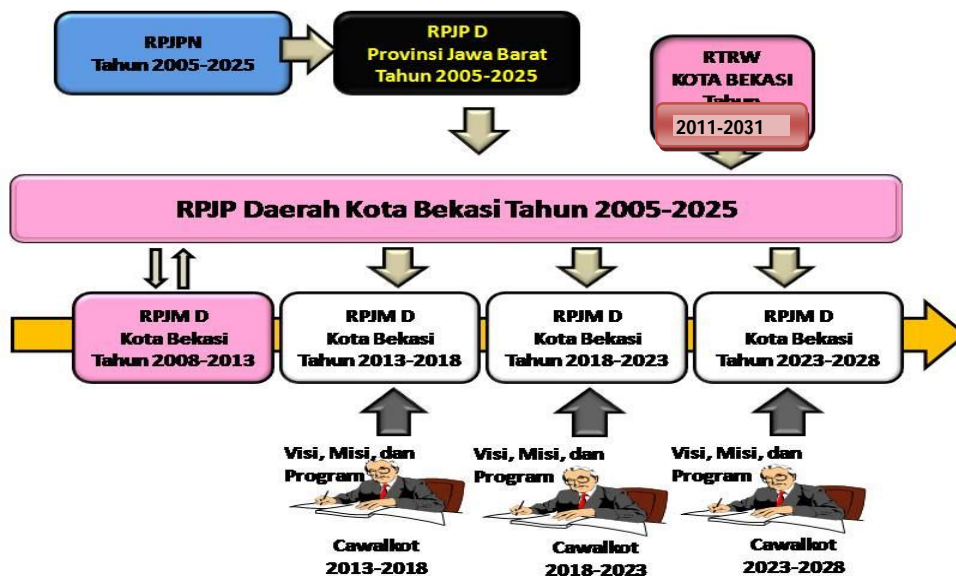 RPJPN
Tahun 2005-2025
RPJP D
Provinsi Jawa Barat
Tahun 2005-2025
RTRW
KOTA BEKASI
Tahun
2011-2031
RPJP Daerah Kota Bekasi Tahun 2005-2025
RPJM D
Kota Bekasi
Tahun 2008-2013
RPJM D
Kota Bekasi
Tahun 2013-2018
RPJM D
Kota Bekasi
Tahun 2018-2023
RPJM D
Kota Bekasi
Tahun 2023-2028
Visi, Misi, dan
Program
Cawalkot
2013-2018
Visi, Misi, dan
Program
Cawalkot
2018-2023
Visi, Misi, dan
Program
Cawalkot
2023-2028